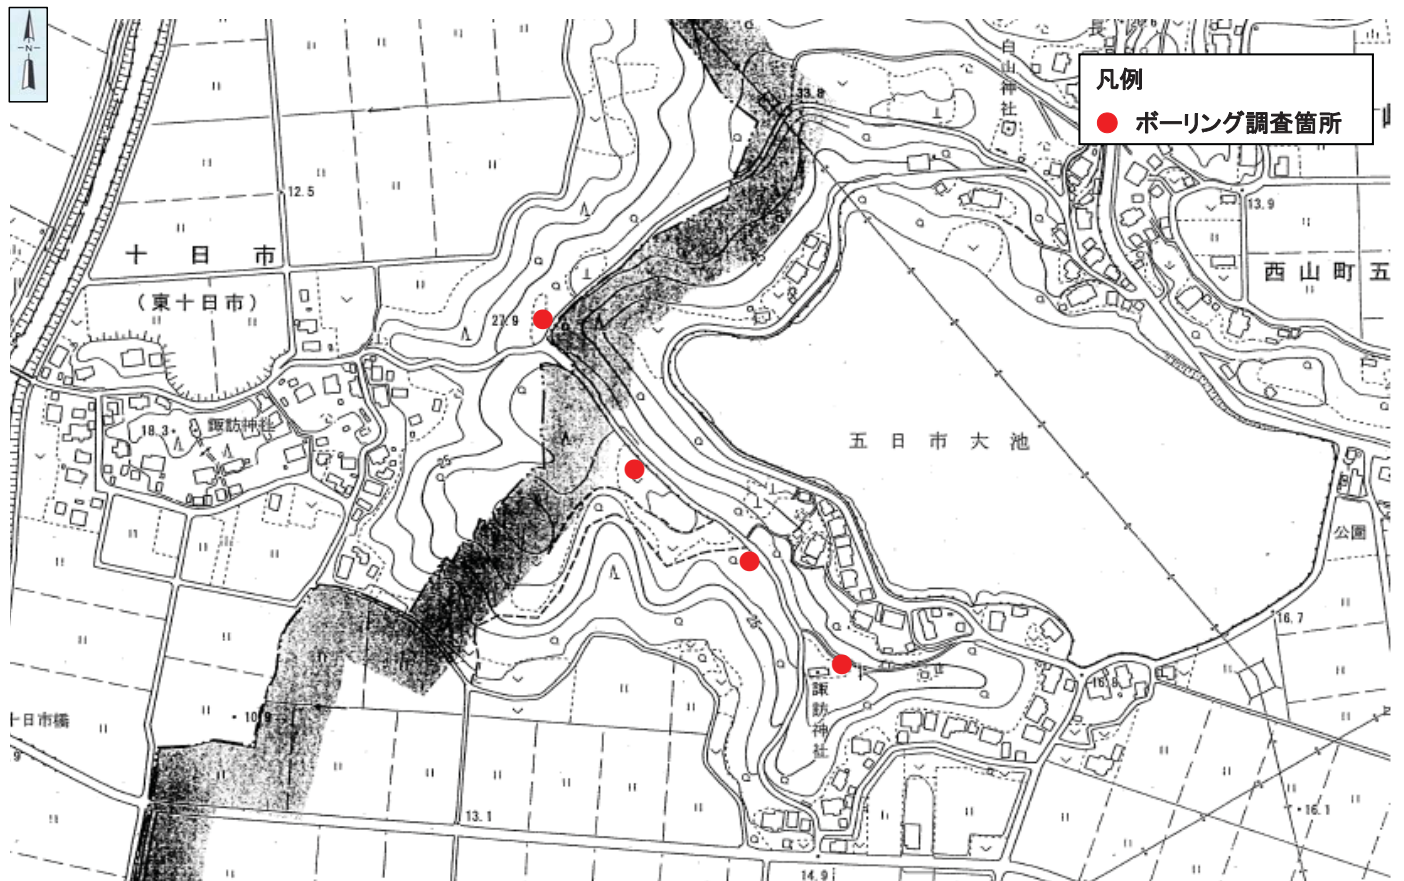 N
33.8
白山神社
長
凡例
ボーリング調査箇所
12.5
13.9
十日市
(東十日市)
西山町五
27.9
18.3
諏訪神社
25
五日市大池
公園
25
16.7
諏訪神社
16.8
十日市橋
10.9
9
13.1
16.1
14.9